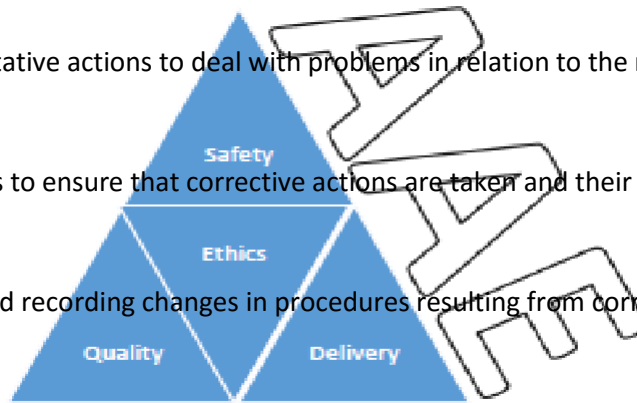 tative actions to deal with problems in relation to the
Safety
s to ensure that corrective actions are taken and their
Ethics
d recording changes in procedures resulting from
Quality Delivery
AAE